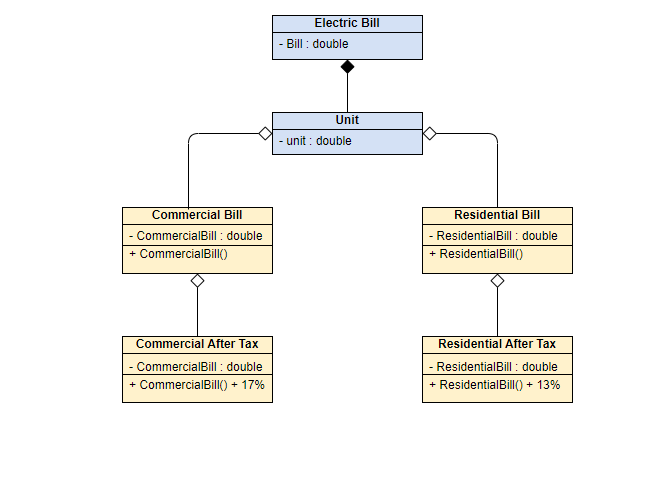 Electric Bill
- Bill : double
Unit
- unit : double
Commercial Bill
- CommercialBill : double
+ CommercialBill()
Residential Bill
- ResidentialBill : double
+ ResidentialBill()
Commercial After Tax
- CommercialBill : double
+ CommercialBill() + 17%
Residential After Tax
- ResidentialBill : double
+ ResidentialBill() + 13%